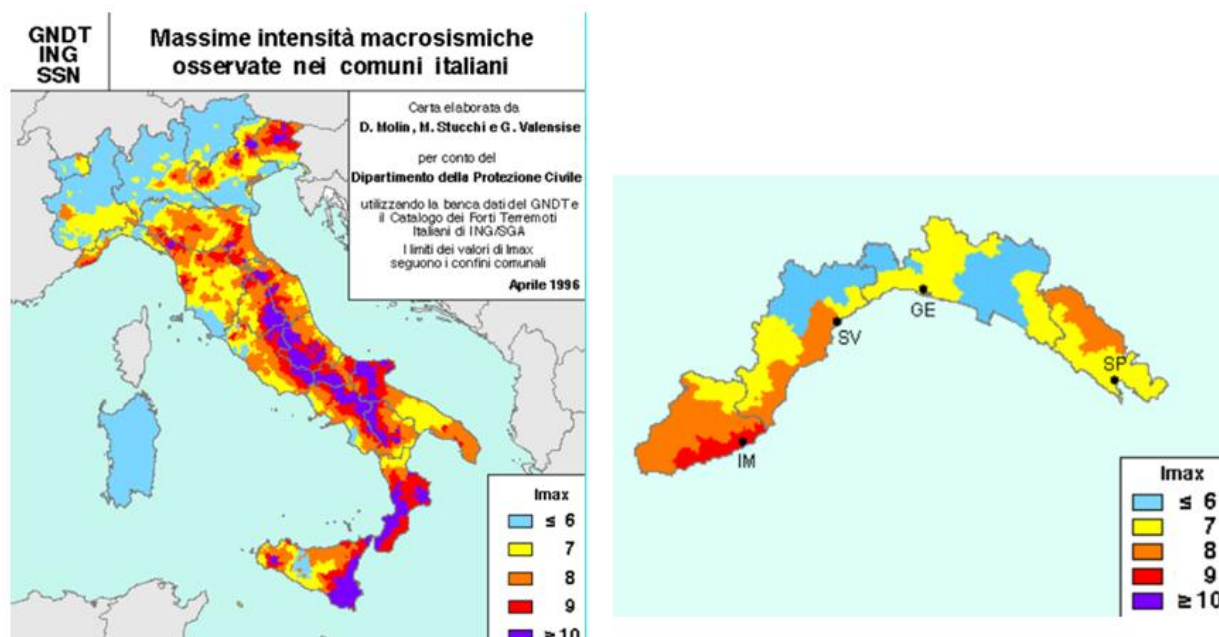 GNDT
ING
SSN
Massime intensità macrosismiche
osservate nei comuni italiani
Carta elaborata da
D. Molin, M. Stucchi e G. Valensise
per conto del
Dipartimento della Protezione Civile
utilizzando la banca dati del GNDT e
il Catalogo dei Forti Terremoti
Italiani di ING/SGA
I limiti dei valori di Imax
seguono i confini comunali
Aprile 1996
Imax
≤ 6
7
8
9
≥ 10
GE
SV
SP
IM
Imax
≤ 6
7
8
9
≥ 10